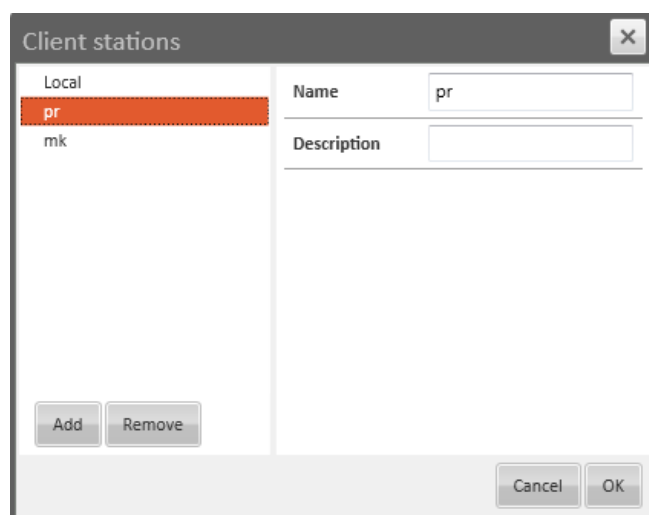 Client stations
Local
pr
mk
Name
pr
Description
Add
Remove
Cancel
OK